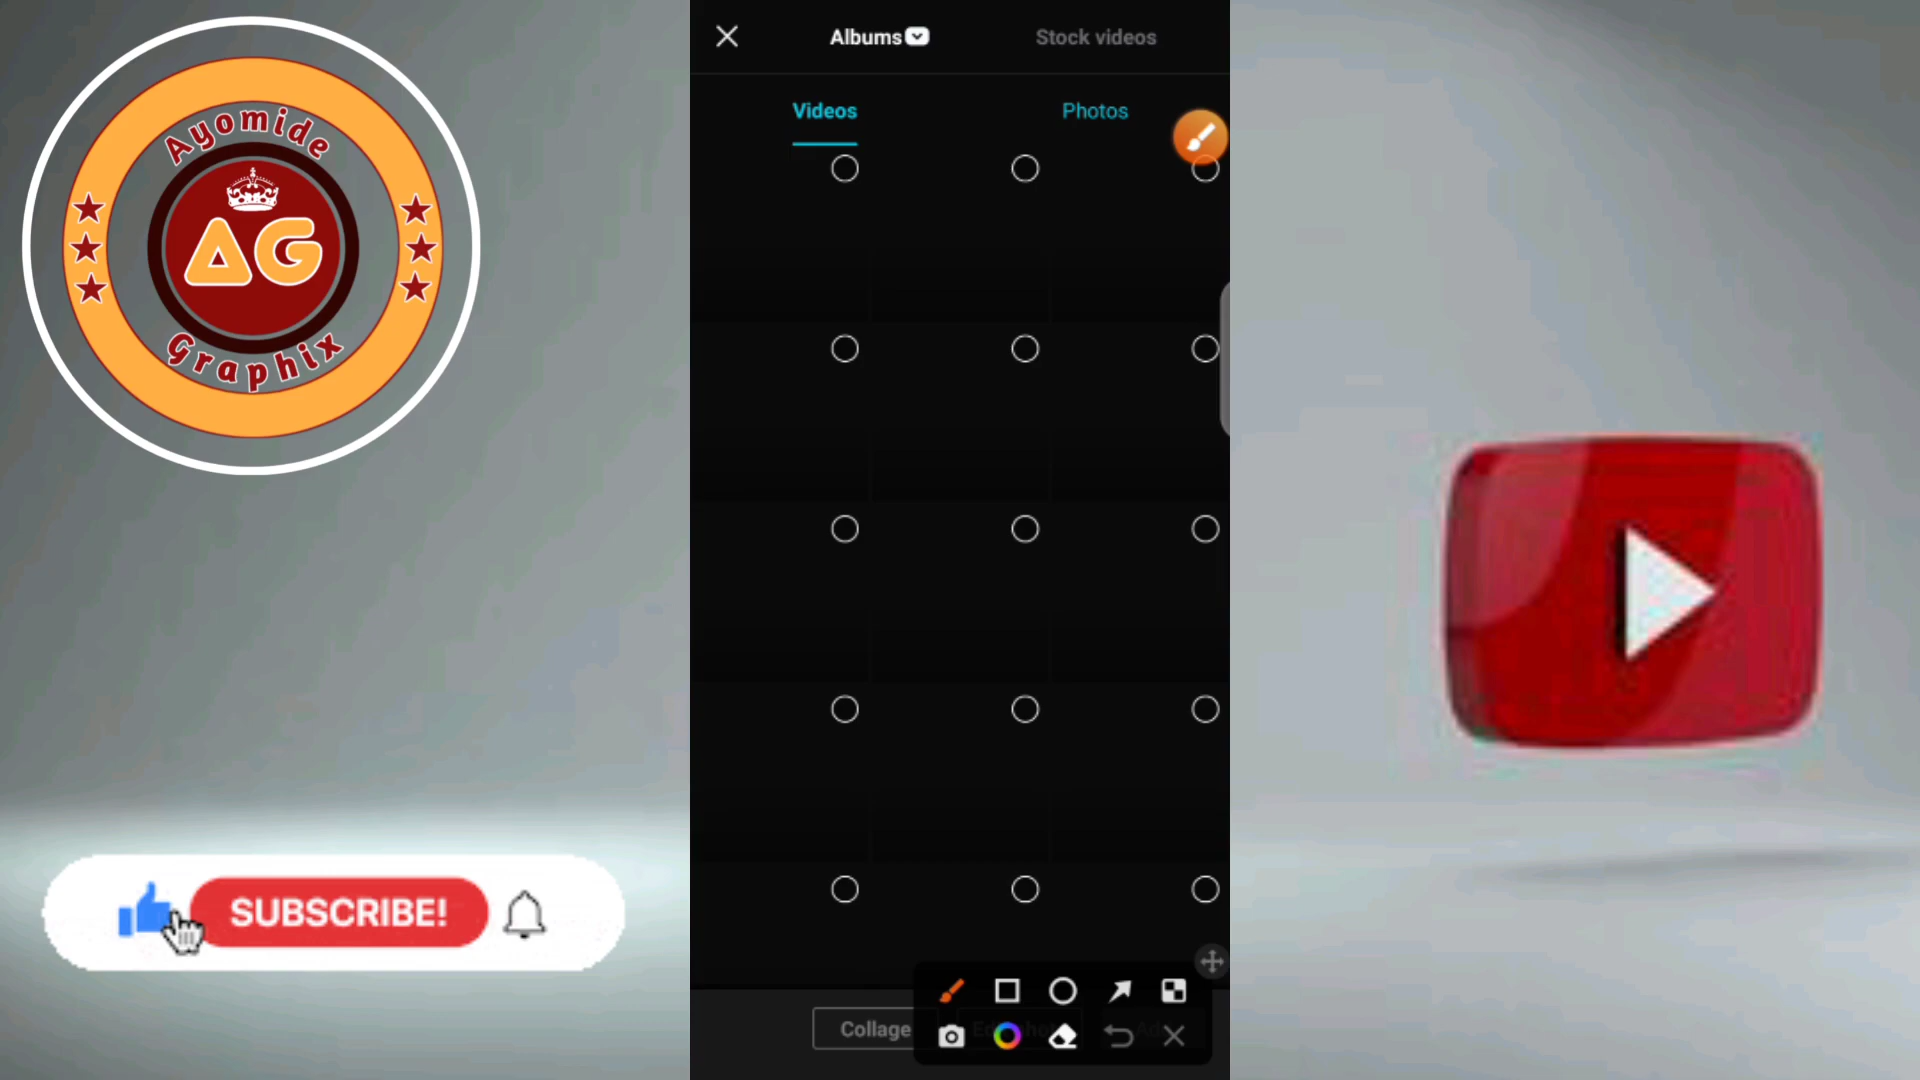 Ayomide
AG
Graphix
SUBSCRIBE!
Albums
Stock videos
Videos
Photos
Collage